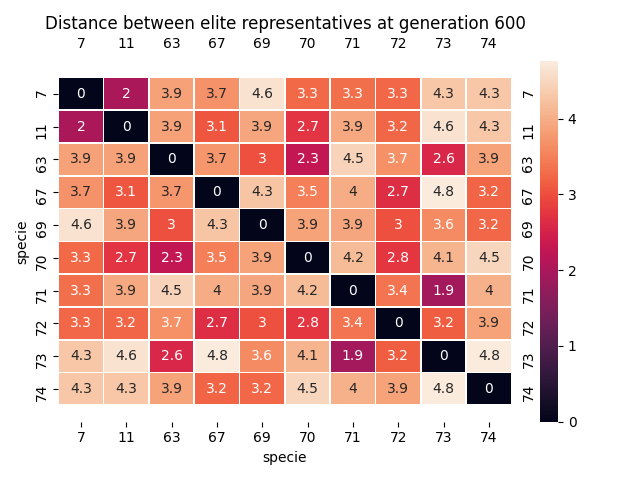 Distance between elite representatives at generation 600
7 11 63 67 69 70 71 72 73 74
7 0 2 3.9 3.7 4.6 3.3 3.3 3.3 4.3 4.3 7
11 2 0 3.9 3.1 3.9 2.7 3.9 3.2 4.6 4.3 11
63 3.9 3.9 0 3.7 3 2.3 4.5 3.7 2.6 3.9 63
67 3.7 3.1 3.7 0 4.3 3.5 4 2.7 4.8 3.2 67
69 4.6 3.9 3 4.3 0 3.9 3.9 3 3.6 3.2 69
70 3.3 2.7 2.3 3.5 3.9 0 4.2 2.8 4.1 4.5 70
71 3.3 3.9 4.5 4 3.9 4.2 0 3.4 1.9 4 71
72 3.3 3.2 3.7 2.7 3 2.8 3.4 0 3.2 3.9 72
73 4.3 4.6 2.6 4.8 3.6 4.1 1.9 3.2 0 4.8 73
74 4.3 4.3 3.9 3.2 3.2 4.5 4 3.9 4.8 0 74
7 11 63 67 69 70 71 72 73 74
specie
specie
4
3
2
1
0